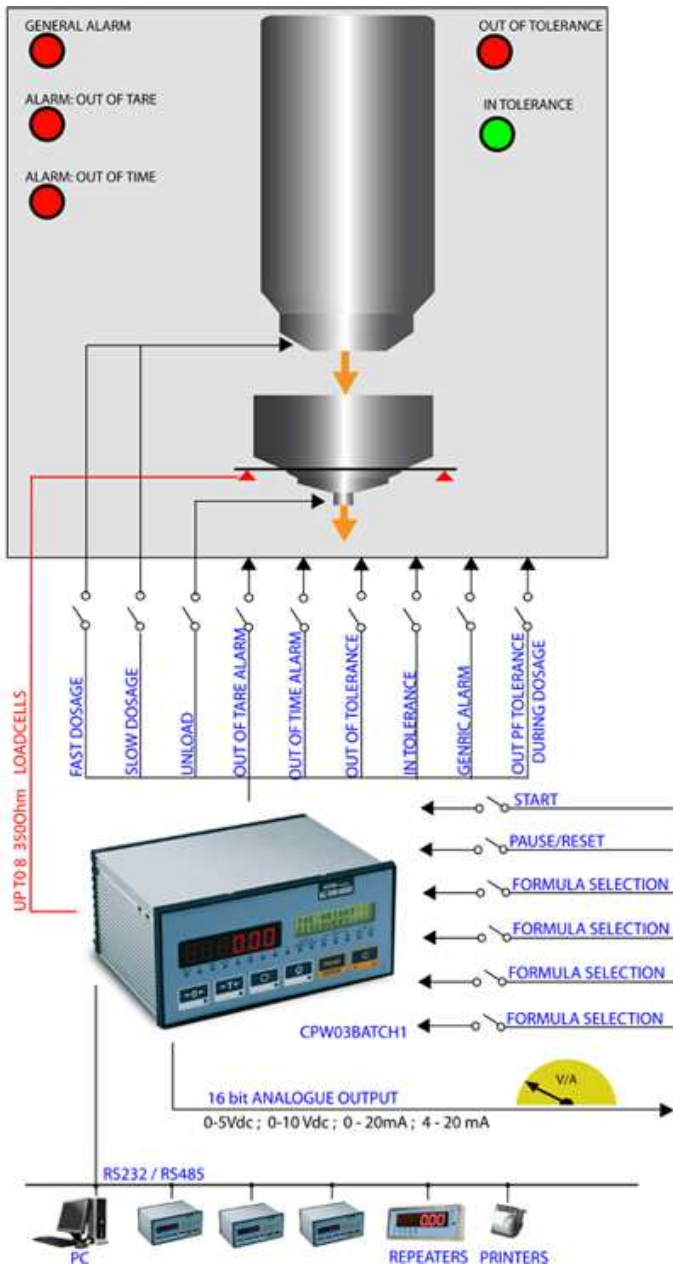 GENERAL ALARM
OUT OF TOLERANCE
ALARM: OUT OF TARE
IN TOLERANCE
ALARM: OUT OF TIME
UP TO 8 350Ohm LOADCELLS
FAST DOSAGE
SLOW DOSAGE
UNLOAD
OUT OF TARE ALARM
OUT OF TIME ALARM
OUT OF TOLERANCE
IN TOLERANCE
GENRIC ALARM
OUT PF TOLERANCE
DURING DOSAGE
START
PAUSE/RESET
FORMULA SELECTION
FORMULA SELECTION
FORMULA SELECTION
FORMULA SELECTION
0.00
CPW03BATCH1
V/A
16 bit ANALOGUE OUTPUT
0-5Vdc ; 0-10 Vdc ; 0 - 20mA ; 4 - 20 mA
RS232 / RS485
0.00
PC
REPEATERS
PRINTERS